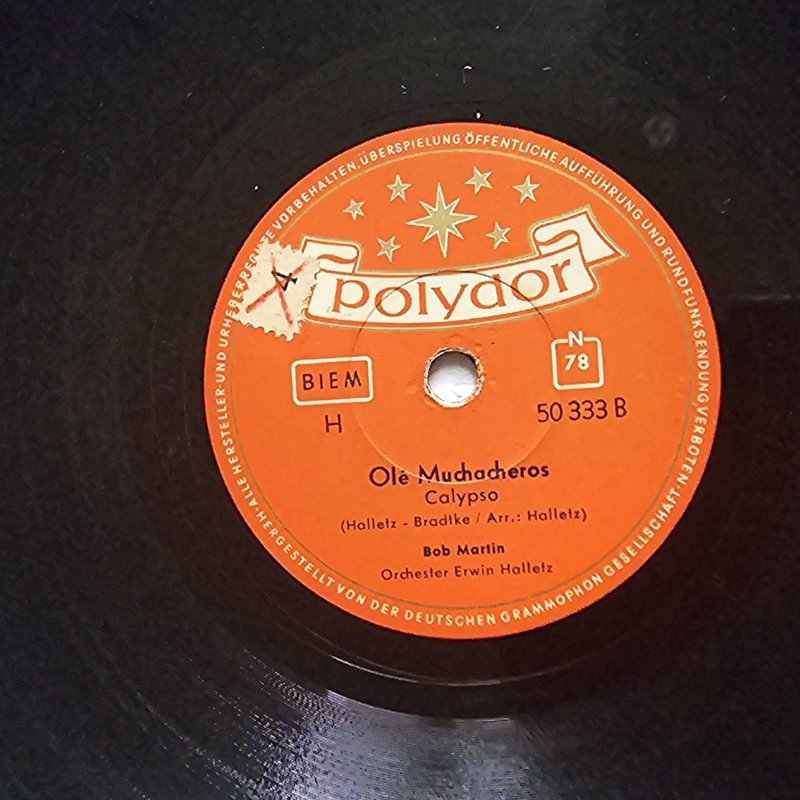 ALLE HERSTELLER- UND URHEBERRECHTE VORBEHALTEN, ÜBERSPIELUNG ÖFFENTLICHE AUFFÜHRUNG UND RUNDFUNKSENDUNG VERBOTEN · N
HERGESTELLT VON DER DEUTSCHEN GRAMMOPHON GESELLSCHAFT ·
4
polydor
BIEM
N
78
H
50 333 B
Olé Muchacheros
Calypso
(Halletz - Bradtke / Arr.: Halletz)
Bob Martin
Orchester Erwin Halletz